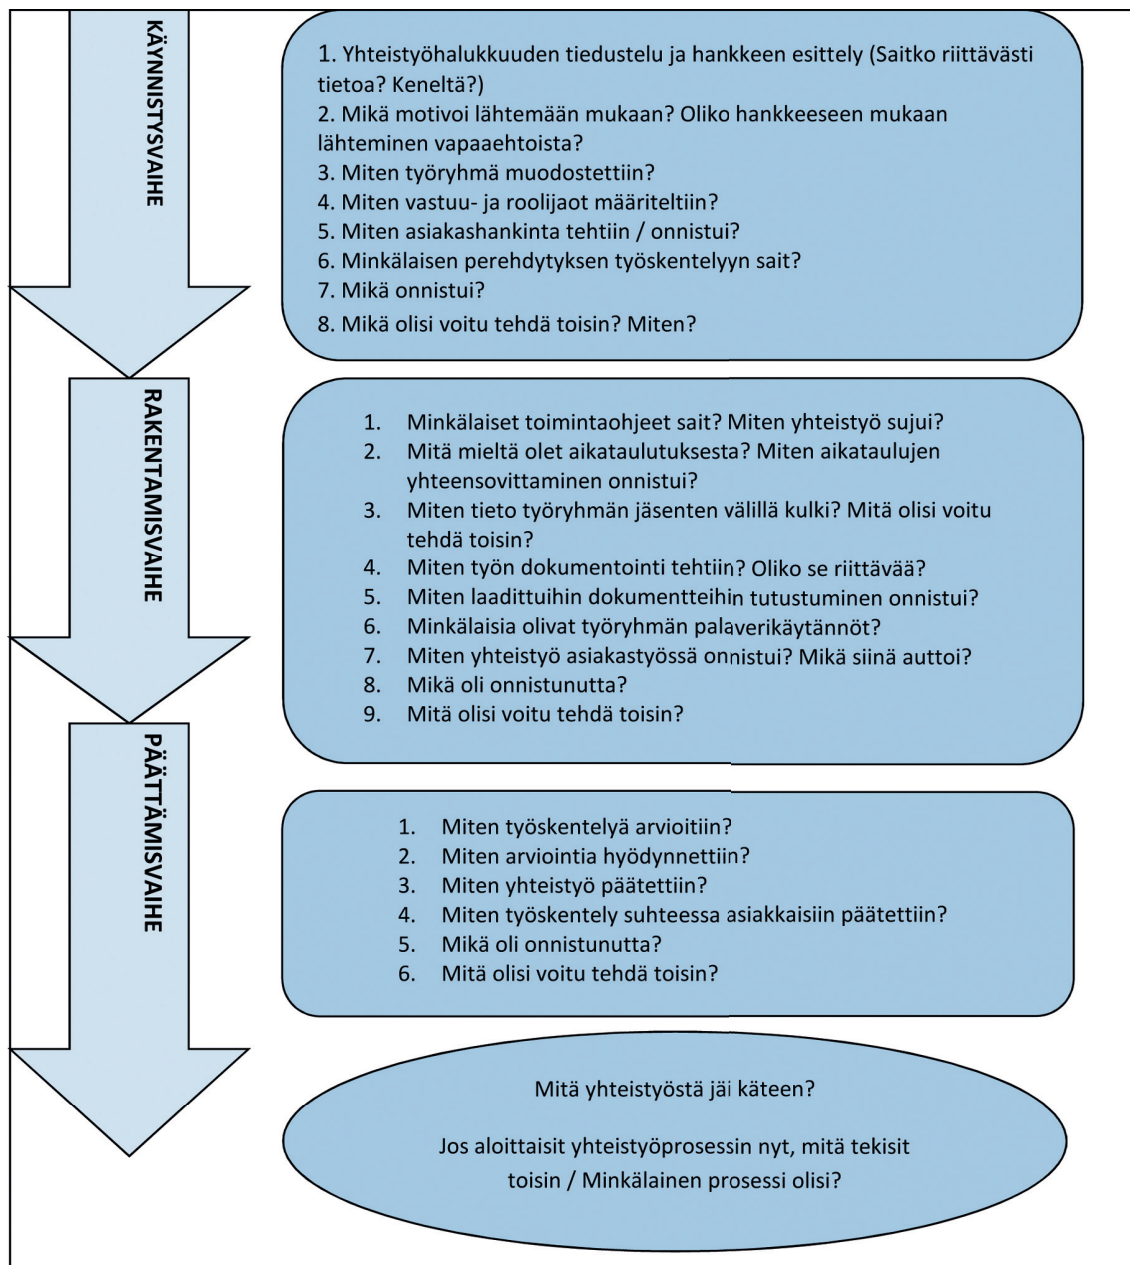 KÄYNNISTYSVAIHE
1. Yhteistyöhalukkuuden tiedustelu ja hankkeen esittely (Saitko riittävästi
tietoa? Keneltä?)
2. Mikä motivoi lähtemään mukaan? Oliko hankkeeseen mukaan
lähteminen vapaaehtoista?
3. Miten työryhmä muodostettiin?
4. Miten vastuu- ja roolijaot määriteltiin?
5. Miten asiakashankinta tehtiin / onnistui?
6. Minkälaisen perehdytyksen työskentelyyn sait?
7. Mikä onnistui?
8. Mikä olisi voitu tehdä toisin? Miten?
RAKENTAMISVAIHE
1. Minkälaiset toimintaohjeet sait? Miten yhteistyö sujui?
2. Mitä mieltä olet aikataulutuksesta? Miten aikataulujen
yhteensovittaminen onnistui?
3. Miten tieto työryhmän jäsenten välillä kulki? Mitä olisi voitu
tehdä toisin?
4. Miten työn dokumentointi tehtiin? Oliko se riittävää?
5. Miten laadittuihin dokumentteihin tutustuminen onnistui?
6. Minkälaisia olivat työryhmän palaverikäytännöt?
7. Miten yhteistyö asiakastyössä onnistui? Mikä siinä auttoi?
8. Mikä oli onnistunutta?
9. Mitä olisi voitu tehdä toisin?
PÄÄTTÄMISVAIHE
1. Miten työskentelyä arvioitiin?
2. Miten arviointia hyödynnettiin?
3. Miten yhteistyö päätettiin?
4. Miten työskentely suhteessa asiakkaisiin päätettiin?
5. Mikä oli onnistunutta?
6. Mitä olisi voitu tehdä toisin?
Mitä yhteistyöstä jäi käteen?
Jos aloittaisit yhteistyöprosessin nyt, mitä tekisit
toisin / Minkälainen prosessi olisi?